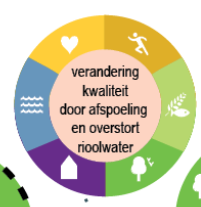 verandering
kwaliteit
door afspoeling
en overstort
rioolwater